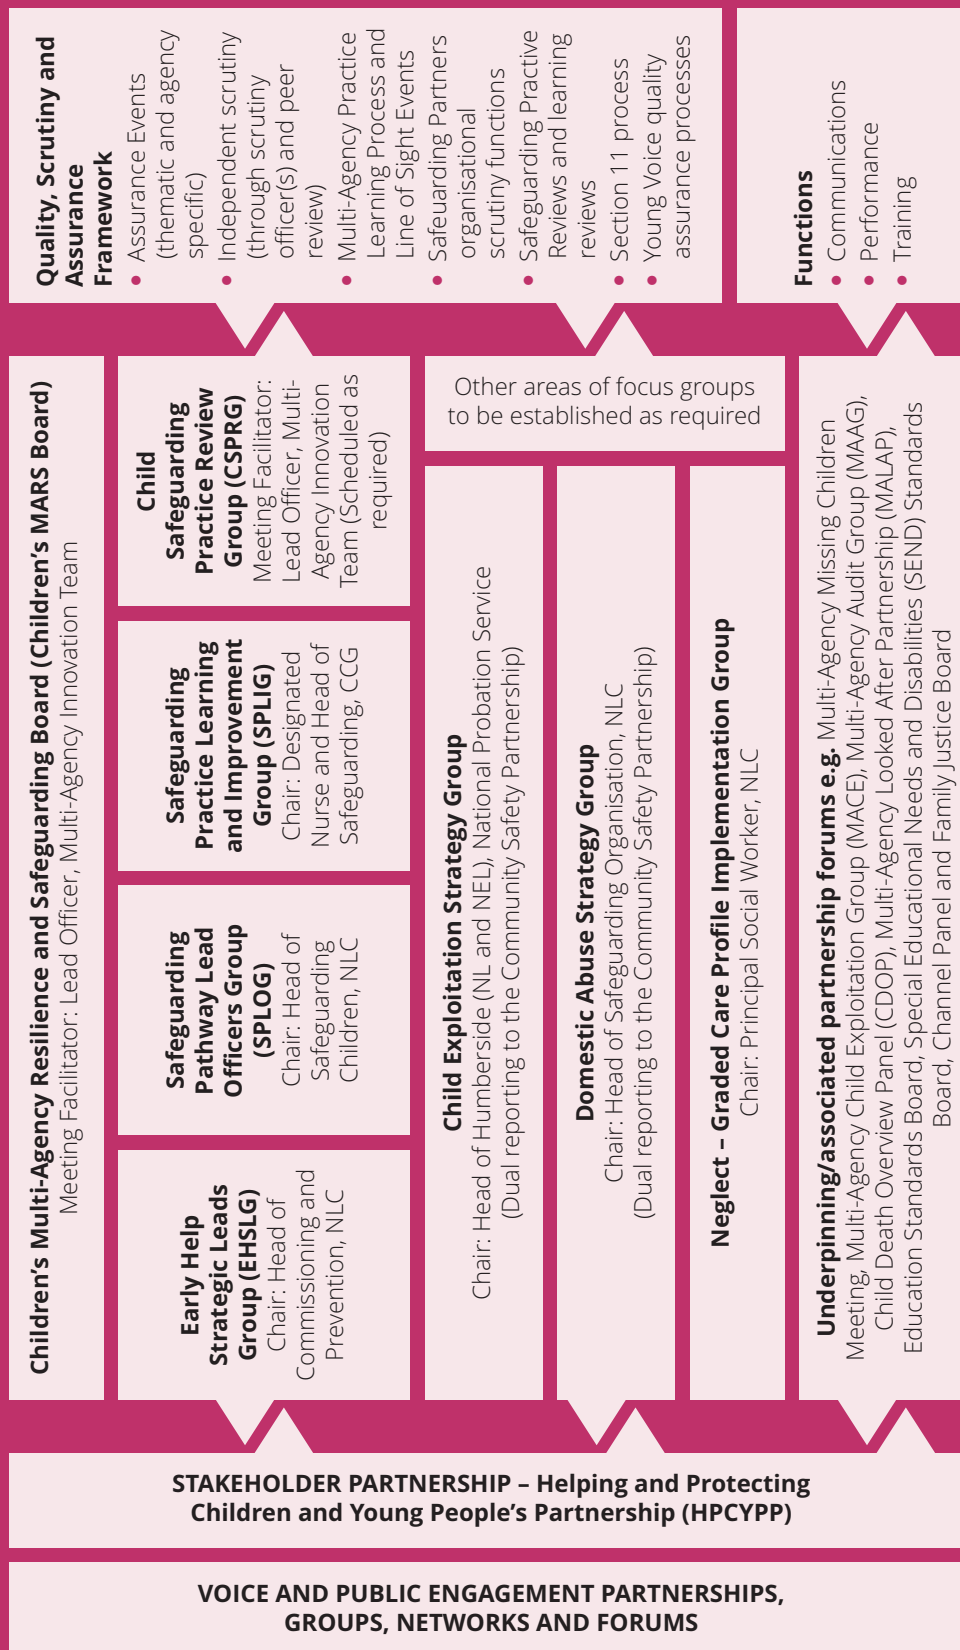 Children’s Multi-Agency Resilience and Safeguarding Board (Children’s MARS Board)
Meeting Facilitator: Lead Officer, Multi-Agency Innovation Team
Early Help
Strategic Leads
Group (EHSLG)
Chair: Head of
Commissioning and
Prevention, NLC
Safeguarding
Pathway Lead
Officers Group
(SPLOG)
Chair: Head of
Safeguarding
Children, NLC
Safeguarding
Practice Learning
and Improvement
Group (SPLIG)
Chair: Designated
Nurse and Head of
Safeguarding, CCG
Child
Safeguarding
Practice Review
Group (CSPRG)
Meeting Facilitator:
Lead Officer, Multi-
Agency Innovation
Team (Scheduled as
required)
Child Exploitation Strategy Group
Chair: Head of Humberside (NL and NEL), National Probation Service
(Dual reporting to the Community Safety Partnership)
Domestic Abuse Strategy Group
Chair: Head of Safeguarding Organisation, NLC
(Dual reporting to the Community Safety Partnership)
Neglect – Graded Care Profile Implementation Group
Chair: Principal Social Worker, NLC
Other areas of focus groups
to be established as required
Underpinning/associated partnership forums e.g. Multi-Agency Missing Children
Meeting, Multi-Agency Child Exploitation Group (MACE), Multi-Agency Audit Group (MAAG),
Child Death Overview Panel (CDOP), Multi-Agency Looked After Partnership (MALAP),
Education Standards Board, Special Educational Needs and Disabilities (SEND) Standards
Board, Channel Panel and Family Justice Board
Quality, Scrutiny and
Assurance
Framework
• Assurance Events
(thematic and agency
specific)
• Independent scrutiny
(through scrutiny
officer(s) and peer
review)
• Multi-Agency Practice
Learning Process and
Line of Sight Events
• Safeuarding Partners
organisational
scrutiny functions
• Safeguarding Practive
Reviews and learning
reviews
• Section 11 process
• Young Voice quality
assurance processes
Functions
• Communications
• Performance
• Training
STAKEHOLDER PARTNERSHIP – Helping and Protecting
Children and Young People’s Partnership (HPCYPP)
VOICE AND PUBLIC ENGAGEMENT PARTNERSHIPS,
GROUPS, NETWORKS AND FORUMS